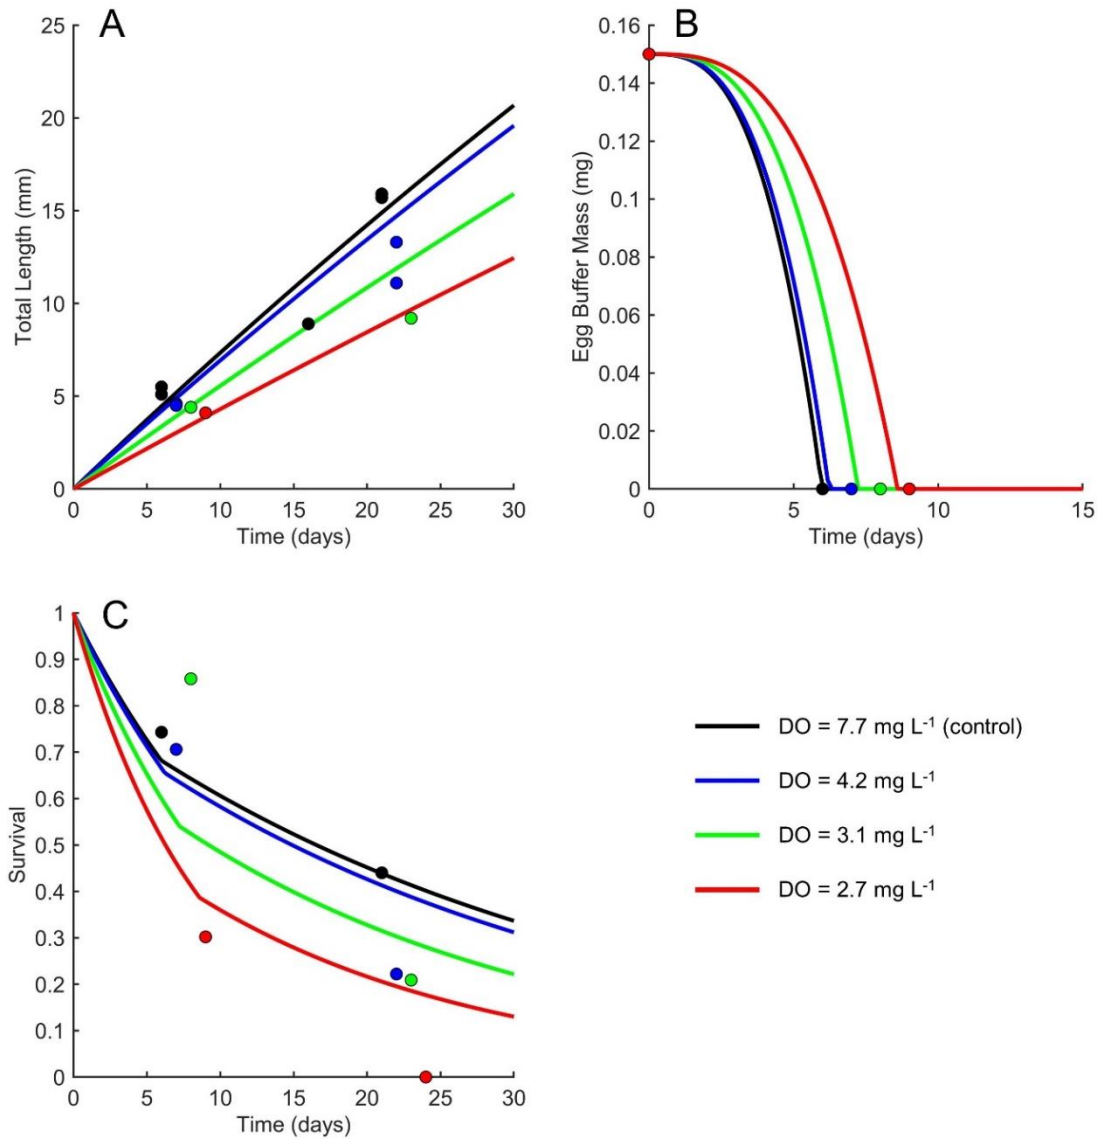 A
Total Length (mm)
25
20
15
10
5
0
0 5 10 15 20 25 30
Time (days)
B
Egg Buffer Mass (mg)
0.16
0.14
0.12
0.1
0.08
0.06
0.04
0.02
0
0 5 10 15
Time (days)
C
Survival
1
0.9
0.8
0.7
0.6
0.5
0.4
0.3
0.2
0.1
0
0 5 10 15 20 25 30
Time (days)
DO = 7.7 mg L⁻¹ (control)
DO = 4.2 mg L⁻¹
DO = 3.1 mg L⁻¹
DO = 2.7 mg L⁻¹